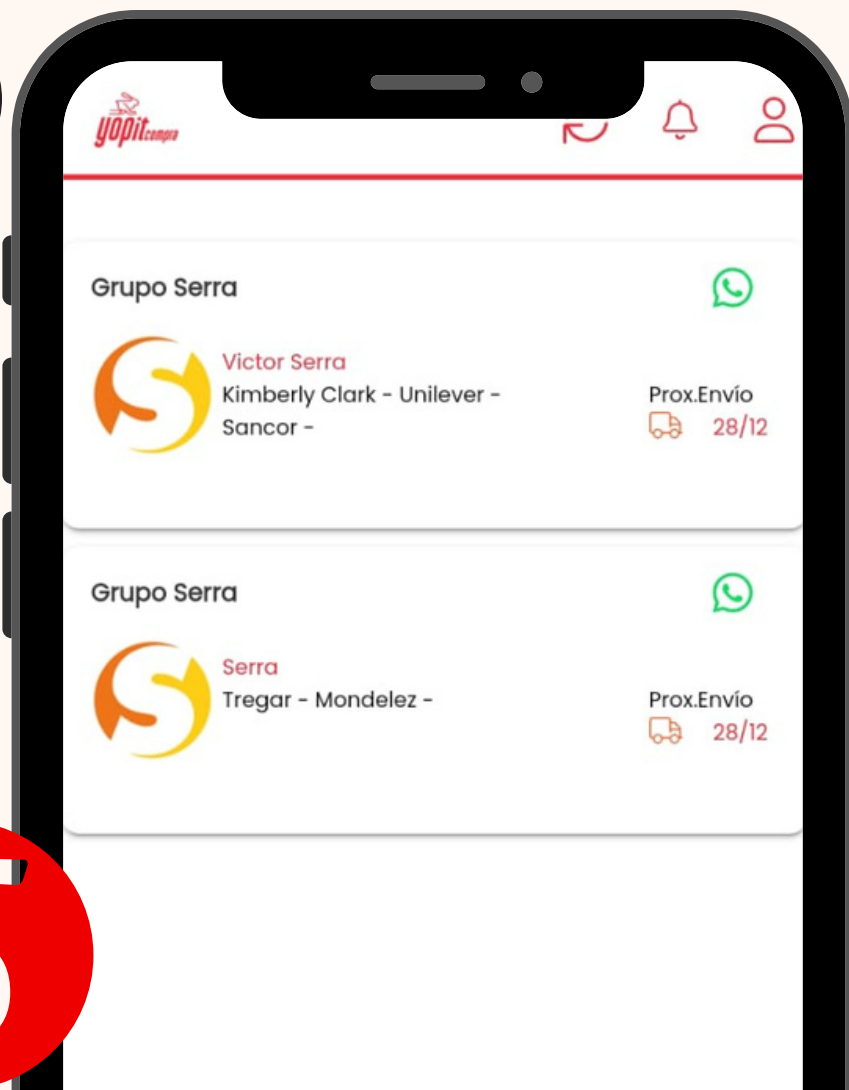 yopit compra
Grupo Serra
Victor Serra
Kimberly Clark - Unilever -
Sancor -
Prox.Envío
28/12
Grupo Serra
Serra
Tregar - Mondelez -
Prox.Envío
28/12